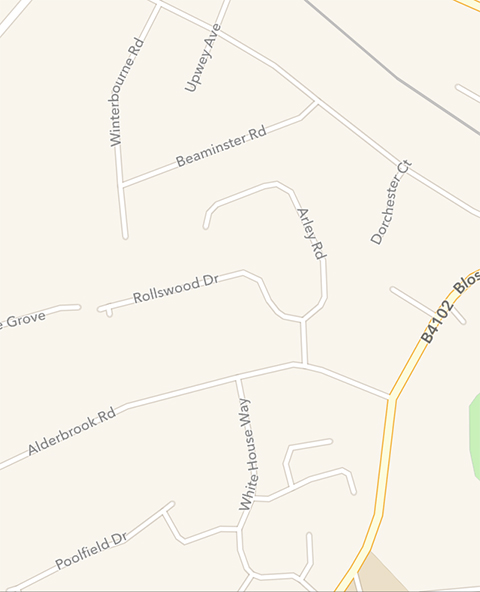 Winterbourne Rd
Upwey Ave
Beaminster Rd
Dorchester Ct
Arley Rd
Rollswood Dr
e Grove
B4102 Blos
Alderbrook Rd
White House Way
Poolfield Dr